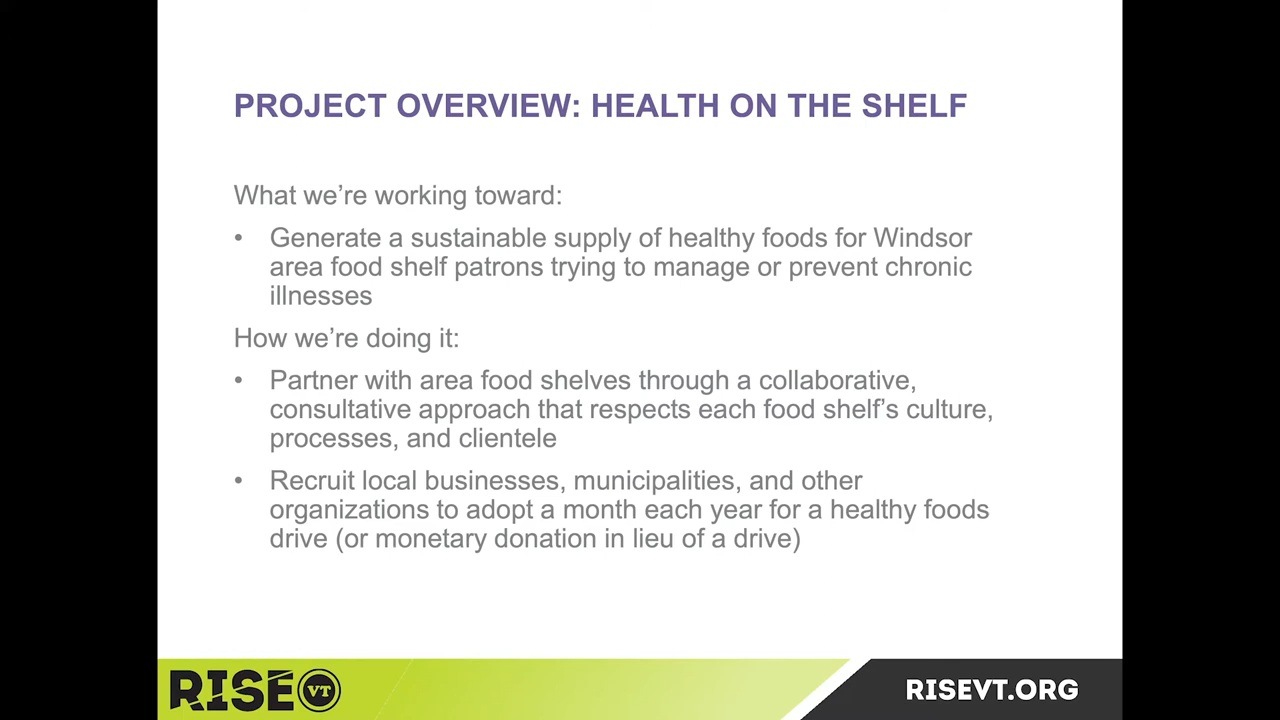 PROJECT OVERVIEW: HEALTH ON THE SHELF
What we’re working toward:
• Generate a sustainable supply of healthy foods for Windsor
area food shelf patrons trying to manage or prevent chronic
illnesses
How we’re doing it:
• Partner with area food shelves through a collaborative,
consultative approach that respects each food shelf’s culture,
processes, and clientele
• Recruit local businesses, municipalities, and other
organizations to adopt a month each year for a healthy foods
drive (or monetary donation in lieu of a drive)
RISE VT
RISEVT.ORG